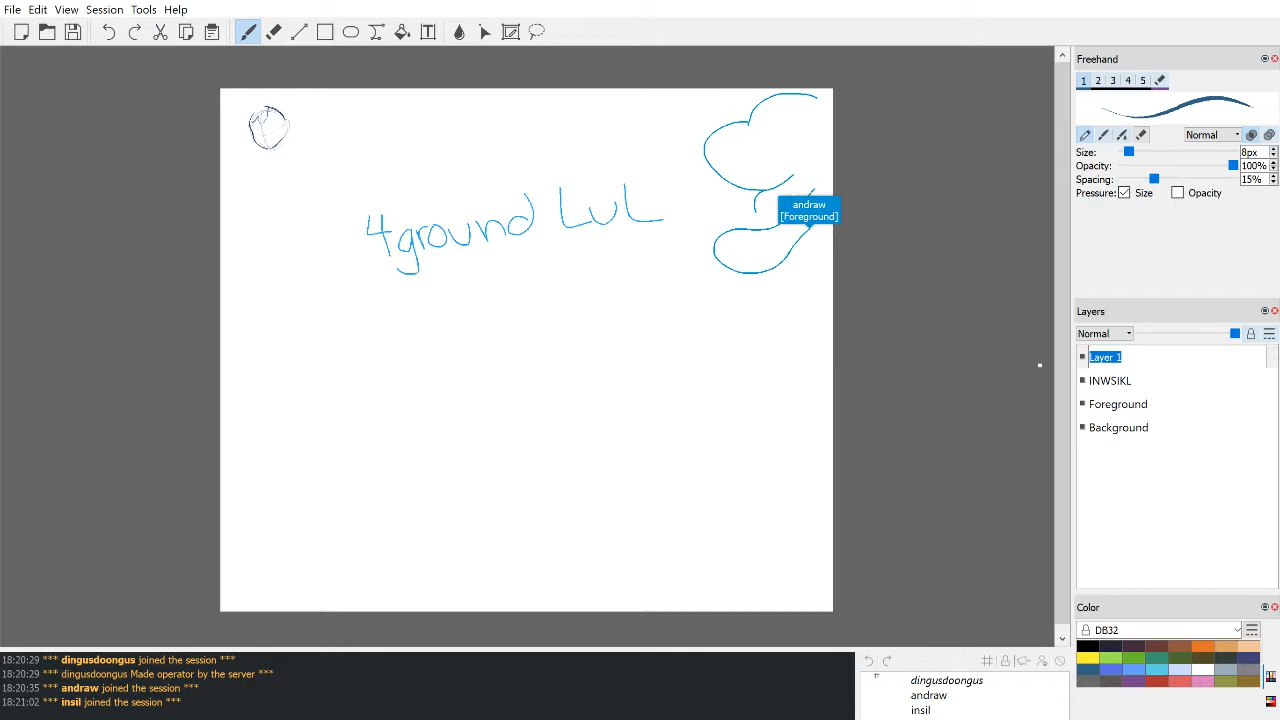 File Edit View Session Tools Help
Freehand
1 2 3 4 5
Normal
Size: 8px
Opacity: 100%
Spacing: 15%
Pressure: Size Opacity
4ground LvL
andraw
[Foreground]
Layers
Normal
Layer 1
INWSIKL
Foreground
Background
Color
DB32
18:20:29 *** dingusdoongus joined the session ***
18:20:29 *** dingusdoongus Made operator by the server ***
18:20:35 *** andraw joined the session ***
18:21:02 *** insil joined the session ***
dingusdoongus
andraw
insil